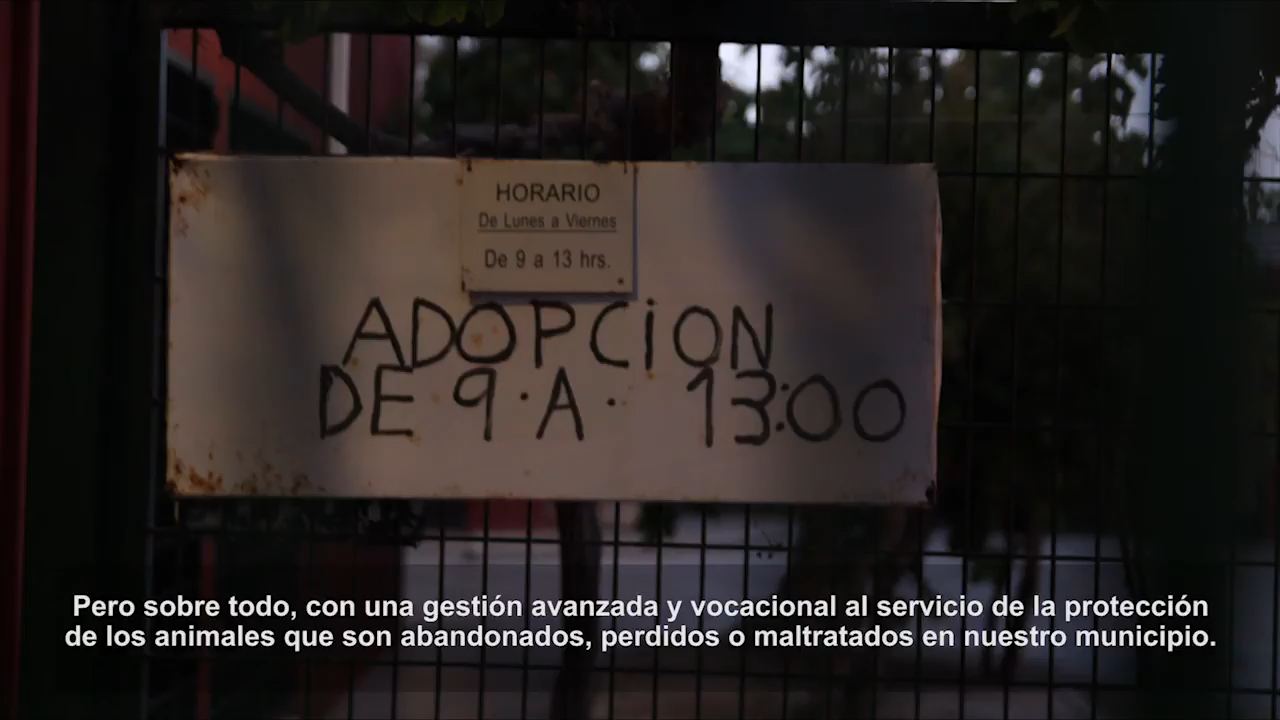 HORARIO
De Lunes a Viernes
De 9 a 13 hrs.
ADOPCiON
DE 9·A· 13:00
Pero sobre todo, con una gestión avanzada y vocacional al servicio de la protección
de los animales que son abandonados, perdidos o maltratados en nuestro municipio.